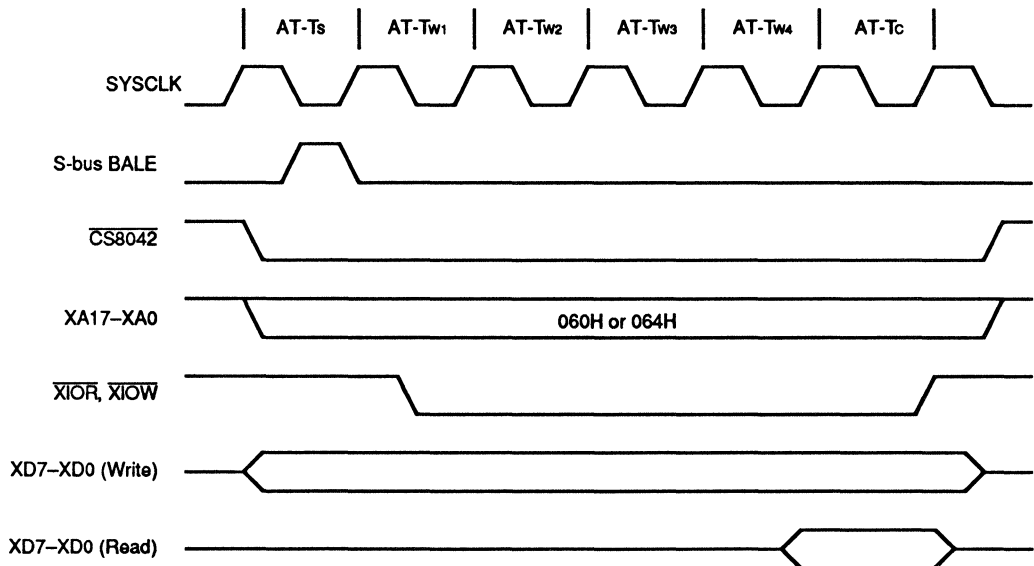 AT-Ts AT-Tw1 AT-Tw2 AT-Tw3 AT-Tw4 AT-Tc
SYSCLK
S-bus BALE
CS8042
XA17–XA0
060H or 064H
XIOR, XIOW
XD7–XD0 (Write)
XD7–XD0 (Read)